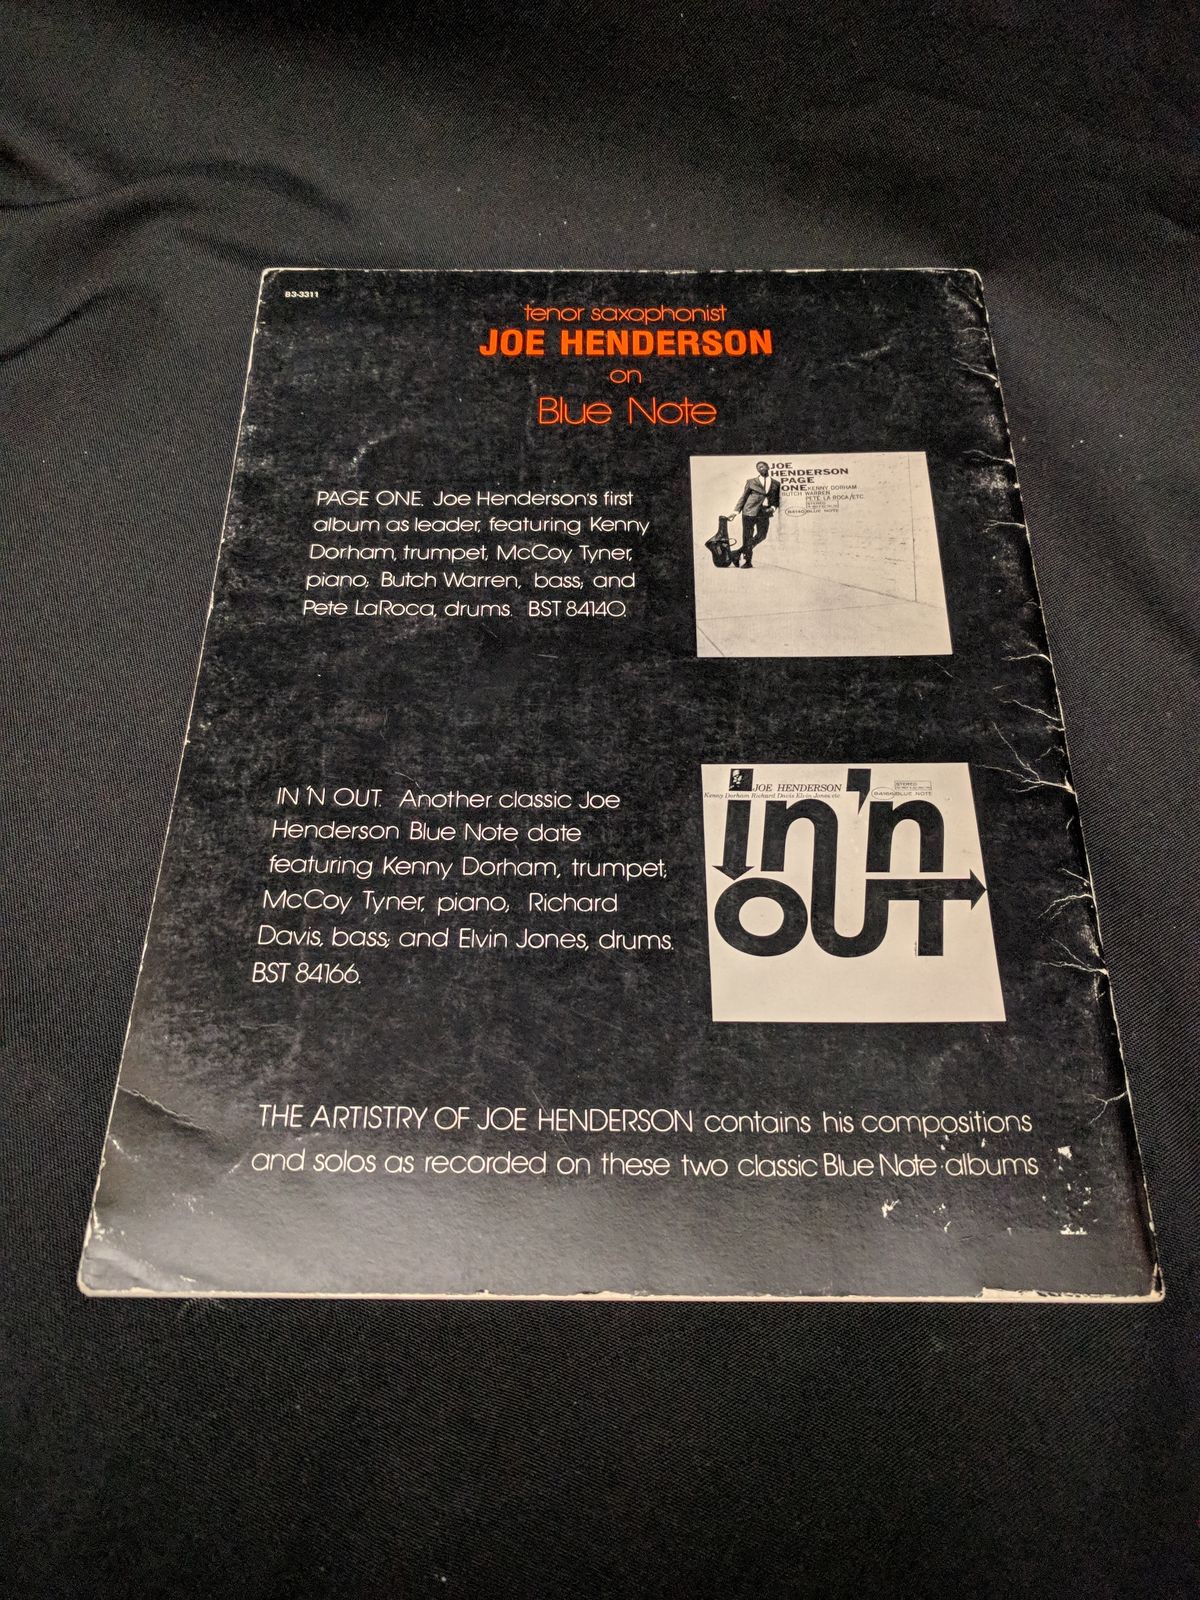 B3-3311
tenor saxophonist
JOE HENDERSON
on
Blue Note
PAGE ONE. Joe Henderson's first
album as leader, featuring Kenny
Dorham, trumpet, McCoy Tyner,
piano; Butch Warren, bass; and
Pete LaRoca, drums. BST 84140.
JOE
HENDERSON
PAGE
ONE KENNY DORHAM
BUTCH WARREN
PETE LA ROCA/ETC.
STEREO
84140 BLUE NOTE
IN 'N OUT. Another classic Joe
Henderson Blue Note date
featuring Kenny Dorham, trumpet;
McCoy Tyner, piano; Richard
Davis, bass; and Elvin Jones, drums.
BST 84166.
JOE HENDERSON
Kenny Dorham Richard Davis Elvin Jones etc.
STEREO
84166 BLUE NOTE
in 'n
out
THE ARTISTRY OF JOE HENDERSON contains his compositions
and solos as recorded on these two classic Blue Note albums